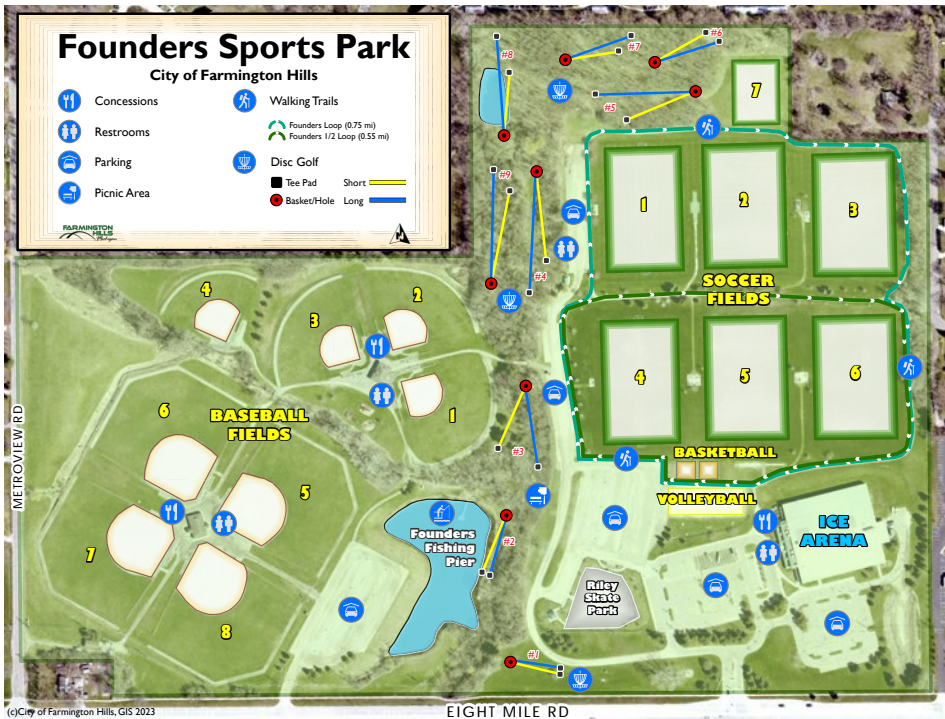 Founders Sports Park
City of Farmington Hills
Concessions
Restrooms
Parking
Picnic Area
Walking Trails
Founders Loop (0.75 mi)
Founders 1/2 Loop (0.55 mi)
Disc Golf
Tee Pad
Short
Basket/Hole
Long
FARMINGTON
HILLS
Michigan
N
#8
#7
#6
#5
7
#9
#4
1
2
3
SOCCER
FIELDS
4
5
6
4
3
2
1
BASEBALL
FIELDS
6
5
7
8
#3
BASKETBALL
VOLLEYBALL
ICE
ARENA
Founders
Fishing
Pier
#2
Riley
Skate
Park
#1
METROVIEW RD
EIGHT MILE RD
(c)City of Farmington Hills, GIS 2023